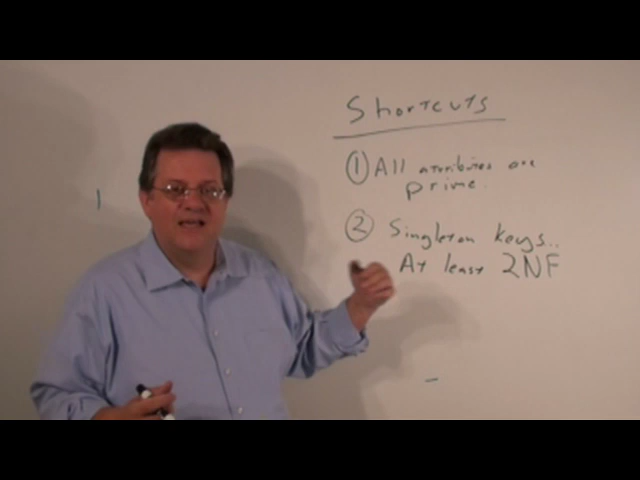 Shortcuts
① All attributes are
prime.
② Singleton keys..
At least 2NF